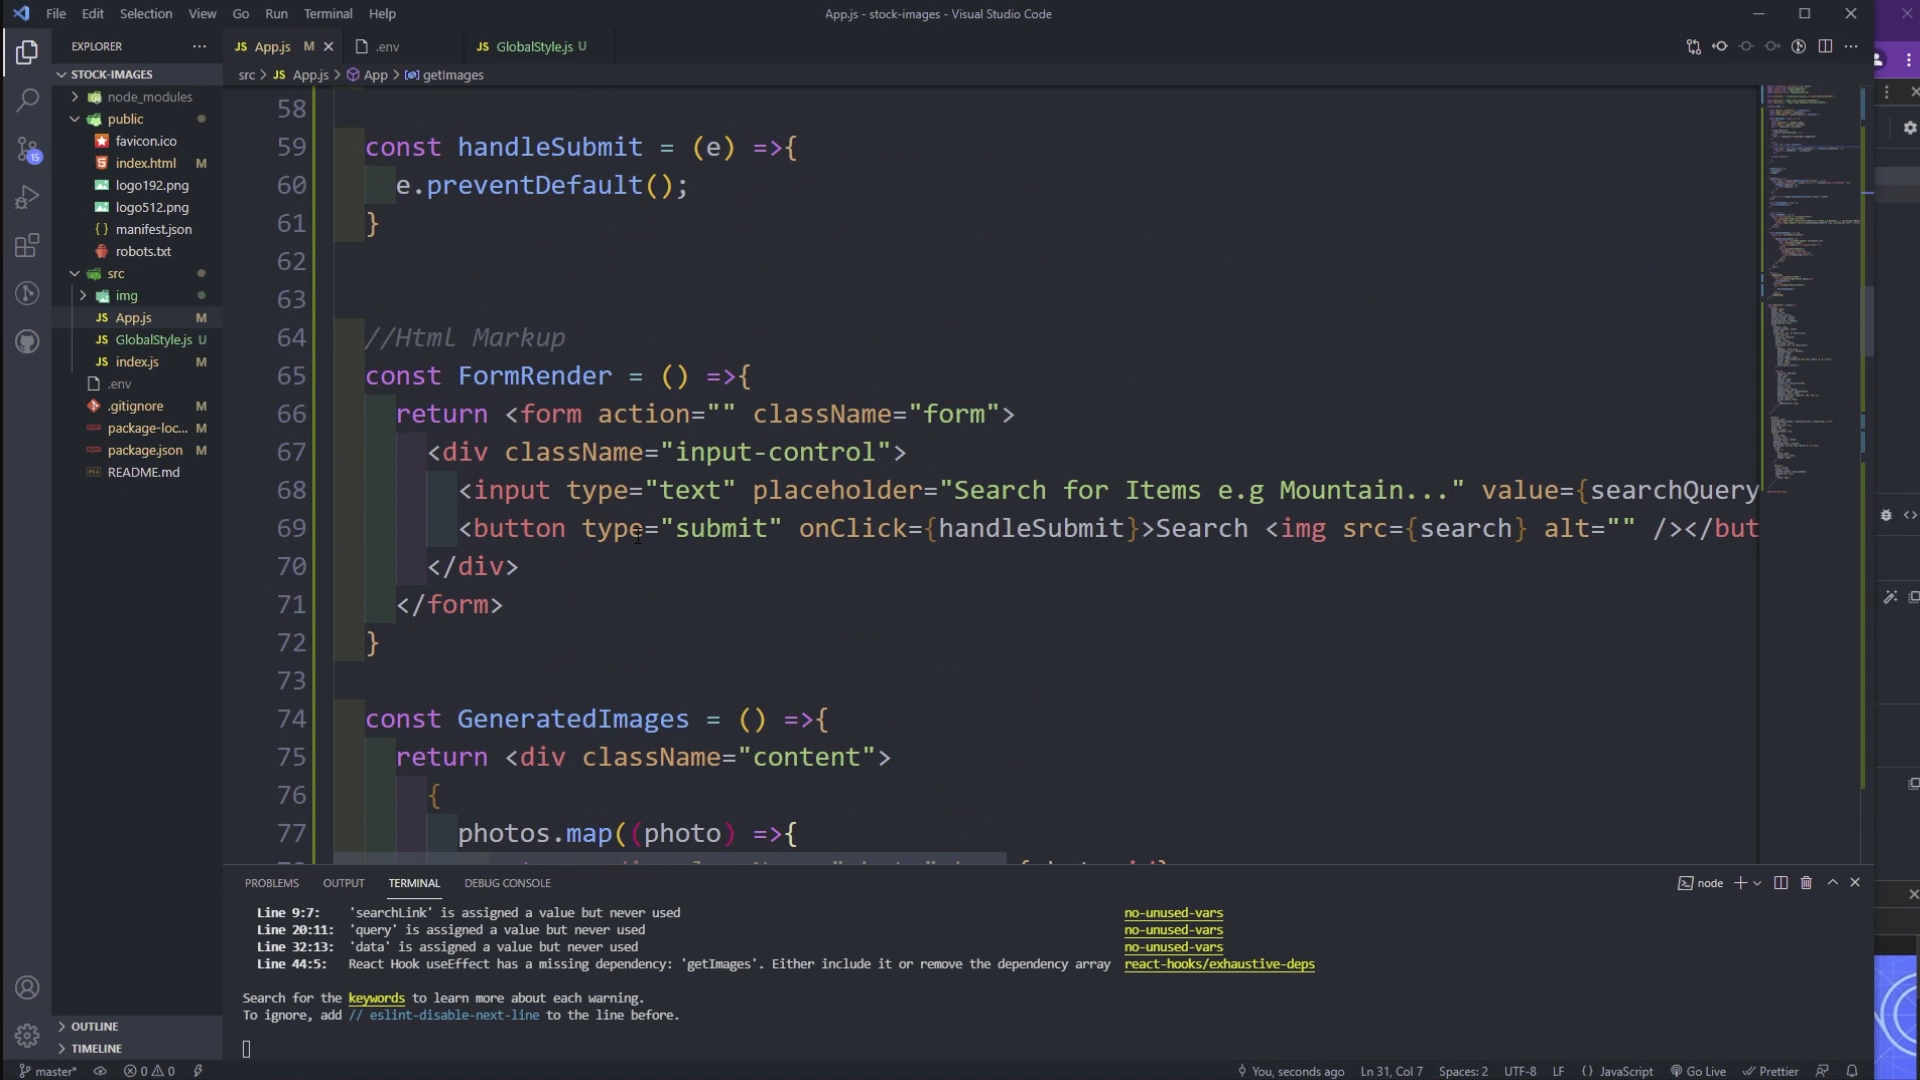 File Edit Selection View Go Run Terminal Help
App.js - stock-images - Visual Studio Code
EXPLORER
STOCK-IMAGES
node_modules
public
favicon.ico
index.html M
logo192.png
logo512.png
manifest.json
robots.txt
src
img
App.js M
GlobalStyle.js U
index.js M
.env
.gitignore M
package-loc... M
package.json M
README.md
OUTLINE
TIMELINE
15
JS App.js M
.env
JS GlobalStyle.js U
src > JS App.js > App > getImages
58
59 const handleSubmit = (e) =>{
60 e.preventDefault();
61 }
62
63
64 //Html Markup
65 const FormRender = () =>{
66 return <form action="" className="form">
67 <div className="input-control">
68 <input type="text" placeholder="Search for Items e.g Mountain..." value={searchQuery
69 <button type="submit" onClick={handleSubmit}>Search <img src={search} alt="" /></but
70 </div>
71 </form>
72 }
73
74 const GeneratedImages = () =>{
75 return <div className="content">
76 {
77 photos.map((photo) =>{
PROBLEMS OUTPUT TERMINAL DEBUG CONSOLE
node
Line 9:7: 'searchLink' is assigned a value but never used no-unused-vars
Line 20:11: 'query' is assigned a value but never used no-unused-vars
Line 32:13: 'data' is assigned a value but never used no-unused-vars
Line 44:5: React Hook useEffect has a missing dependency: 'getImages'. Either include it or remove the dependency array react-hooks/exhaustive-deps
Search for the keywords to learn more about each warning.
To ignore, add // eslint-disable-next-line to the line before.
master* 0 0
You, seconds ago Ln 31, Col 7 Spaces: 2 UTF-8 LF {} JavaScript Go Live Prettier